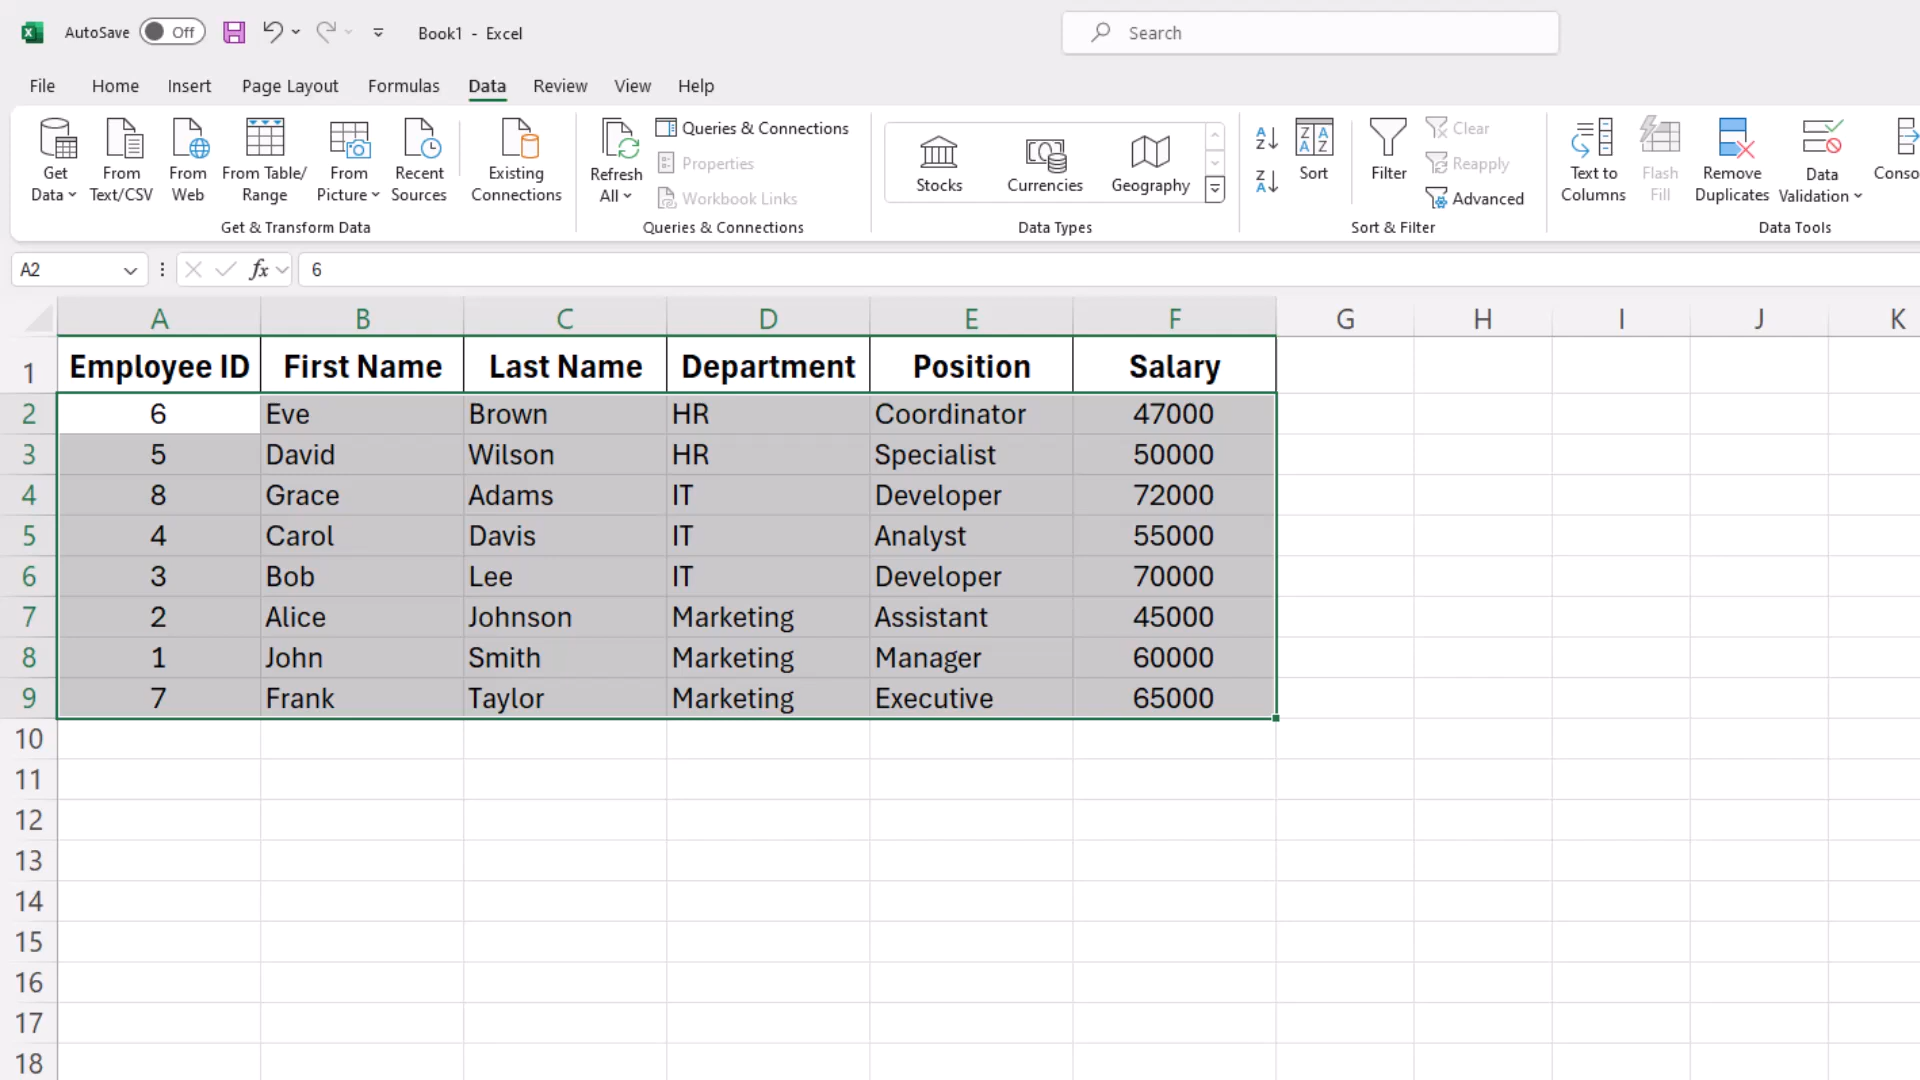 AutoSave Off Book1 - Excel Search
File Home Insert Page Layout Formulas Data Review View Help
Get Data
From Text/CSV
From Web
From Table/ Range
From Picture
Recent Sources
Existing Connections
Get & Transform Data
Refresh All
Queries & Connections
Properties
Workbook Links
Queries & Connections
Stocks
Currencies
Geography
Data Types
Sort
Filter
Clear
Reapply
Advanced
Sort & Filter
Text to Columns
Flash Fill
Remove Duplicates
Data Validation
Conso
Data Tools
A2 fx 6
A B C D E F G H I J K
1 Employee ID First Name Last Name Department Position Salary
2 6 Eve Brown HR Coordinator 47000
3 5 David Wilson HR Specialist 50000
4 8 Grace Adams IT Developer 72000
5 4 Carol Davis IT Analyst 55000
6 3 Bob Lee IT Developer 70000
7 2 Alice Johnson Marketing Assistant 45000
8 1 John Smith Marketing Manager 60000
9 7 Frank Taylor Marketing Executive 65000
10
11
12
13
14
15
16
17
18